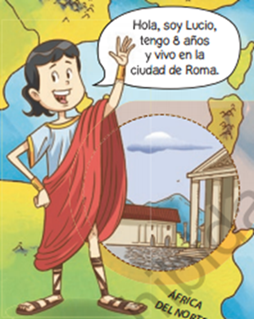 Hola, soy Lucio,
tengo 8 años
y vivo en la
ciudad de Roma.
ÁFRICA
DEL NORTE